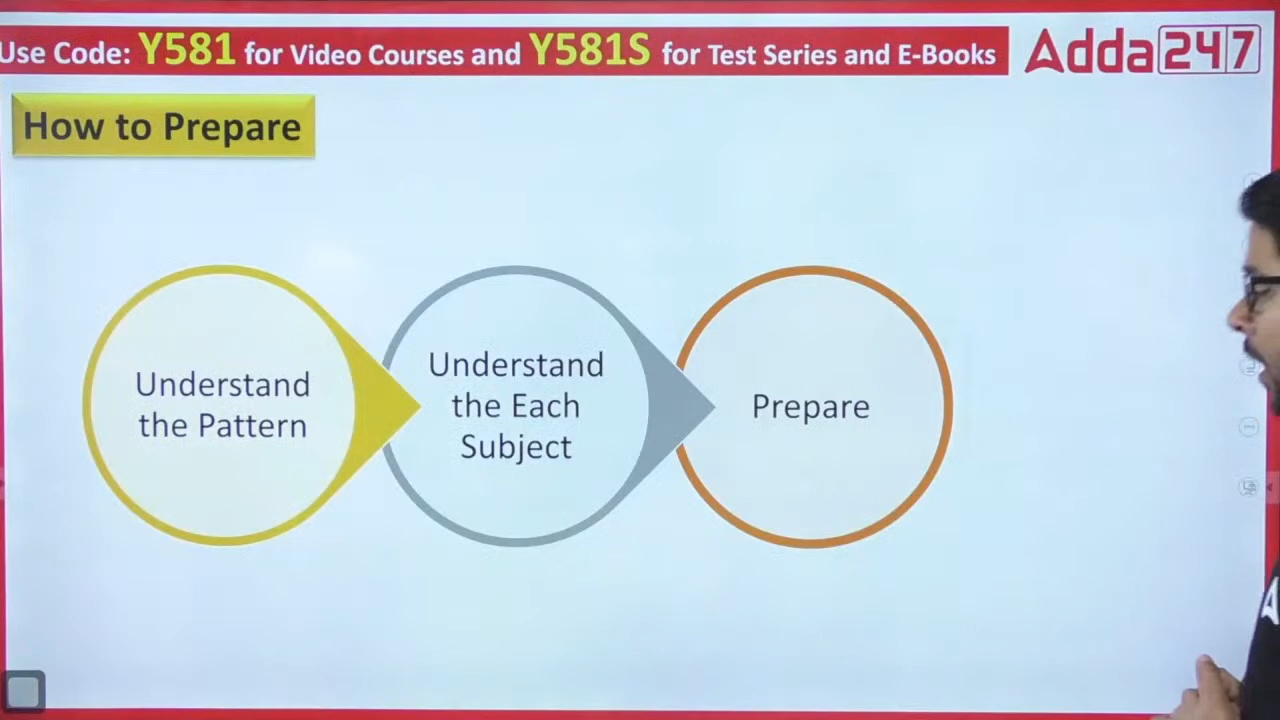 Use Code: Y581 for Video Courses and Y581S for Test Series and E-Books
Adda247
How to Prepare
Understand
the Pattern
Understand
the Each
Subject
Prepare